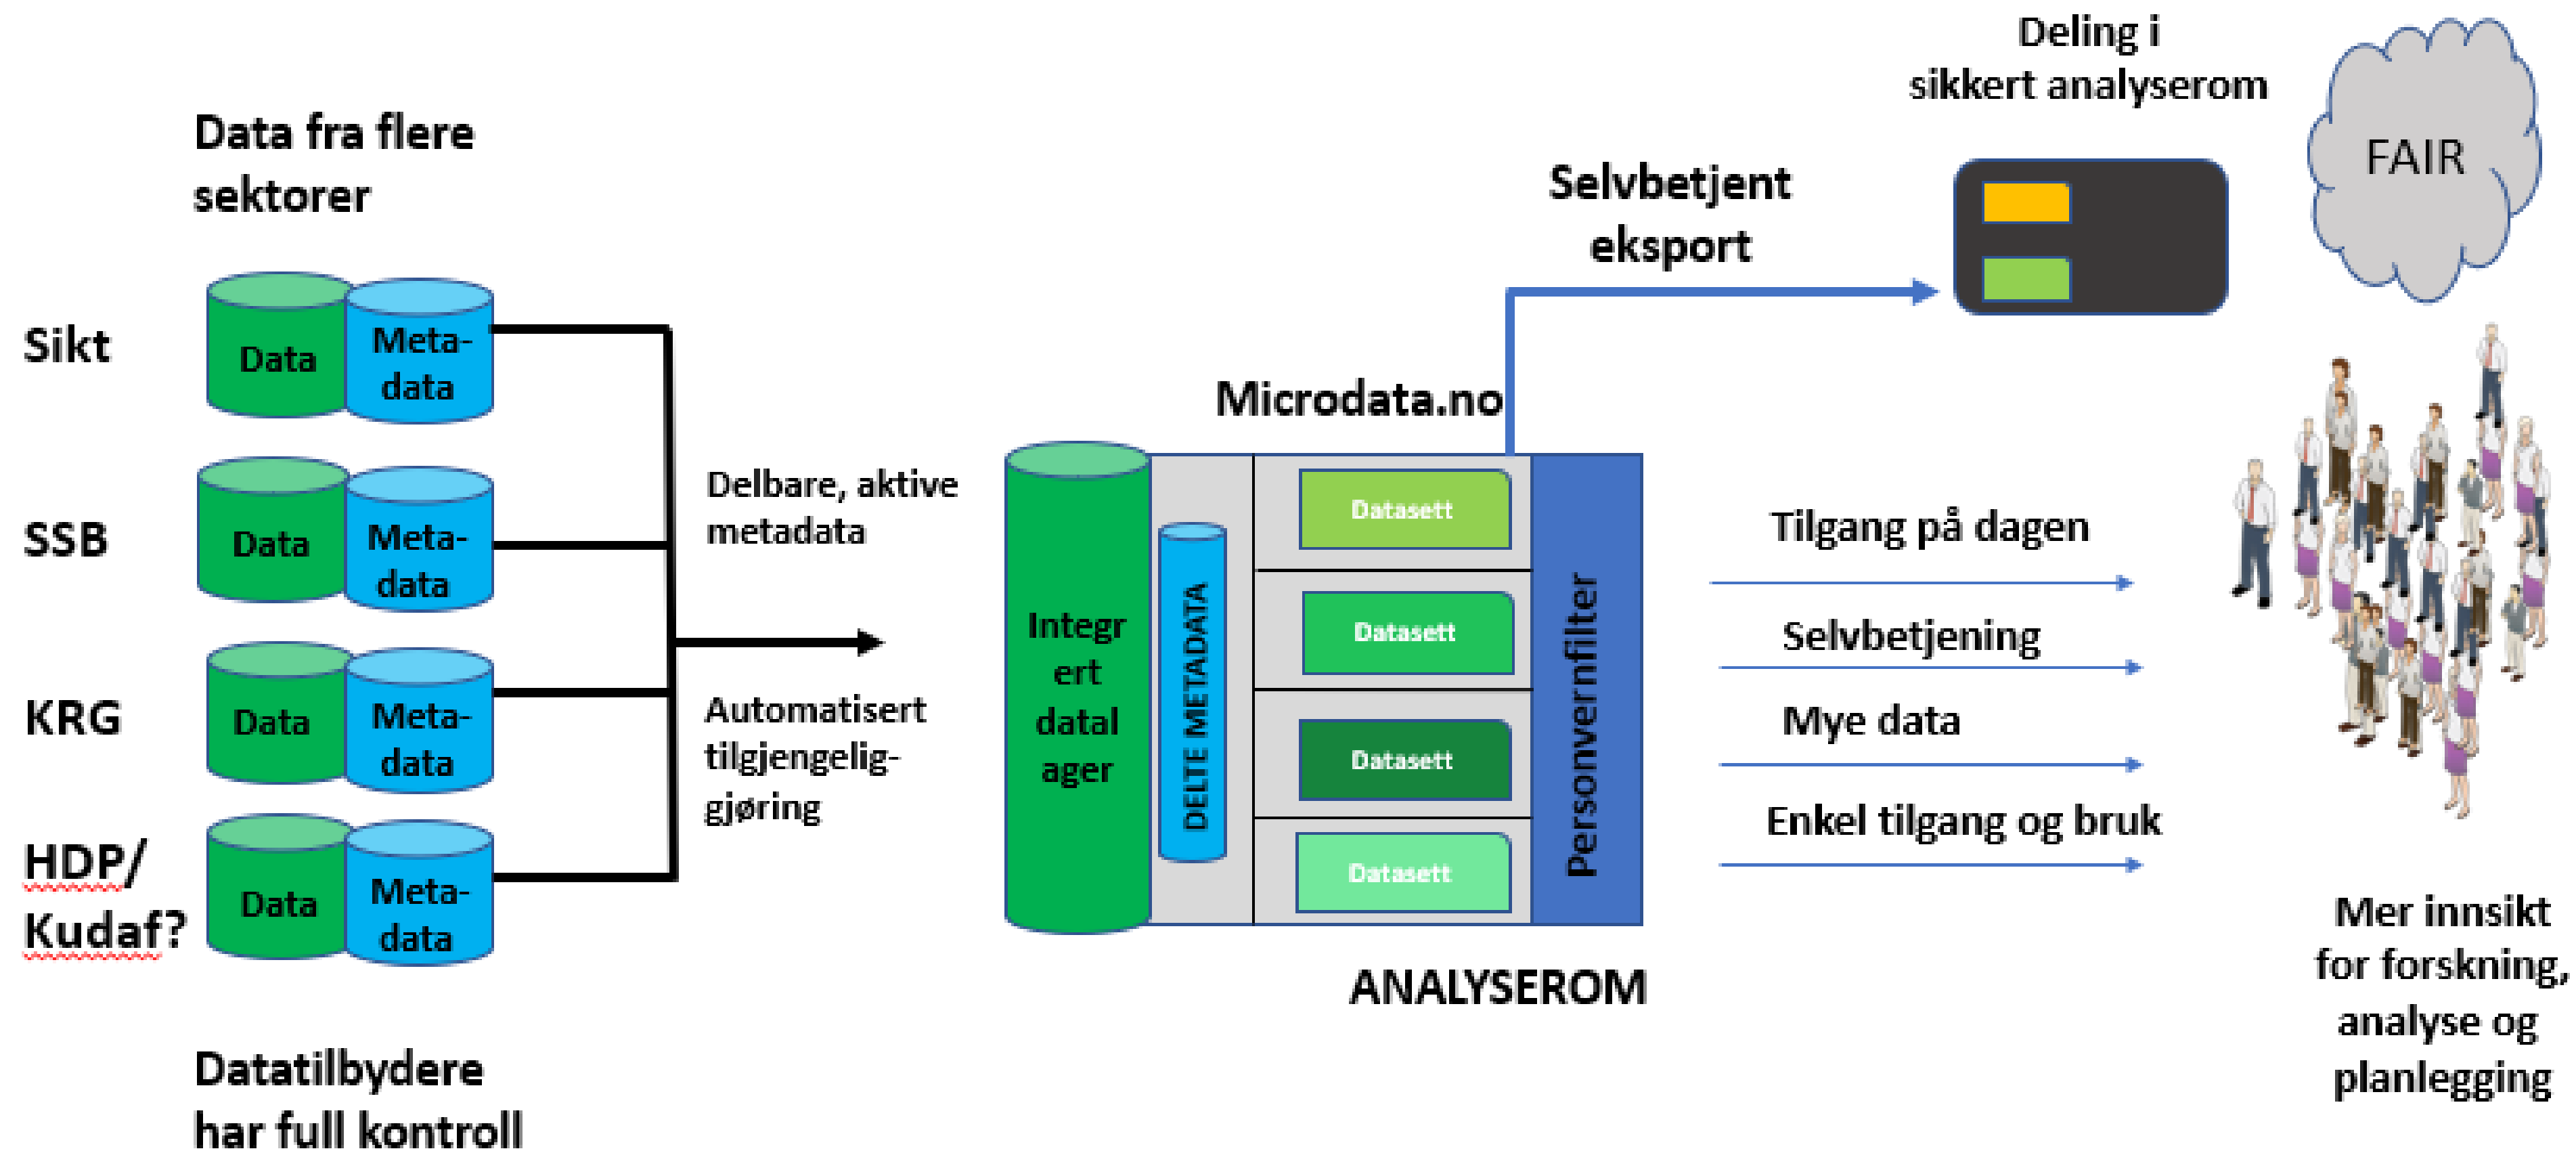 Data fra flere
sektorer
Sikt
Data
Meta-
data
SSB
Data
Meta-
data
KRG
Data
Meta-
data
HDP/
Kudaf?
Data
Meta-
data
Datatilbydere
har full kontroll
Delbare, aktive
metadata
Automatisert
tilgjengelig-
gjøring
Microdata.no
Integr
ert
datal
ager
DELTE METADATA
Datasett
Datasett
Datasett
Datasett
Personvernfilter
ANALYSEROM
Selvbetjent
eksport
Deling i
sikkert analyserom
FAIR
Tilgang på dagen
Selvbetjening
Mye data
Enkel tilgang og bruk
Mer innsikt
for forskning,
analyse og
planlegging